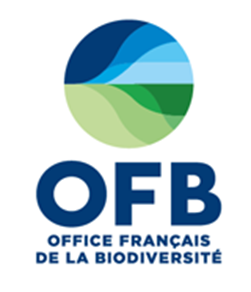 OFB
OFFICE FRANÇAIS
DE LA BIODIVERSITÉ